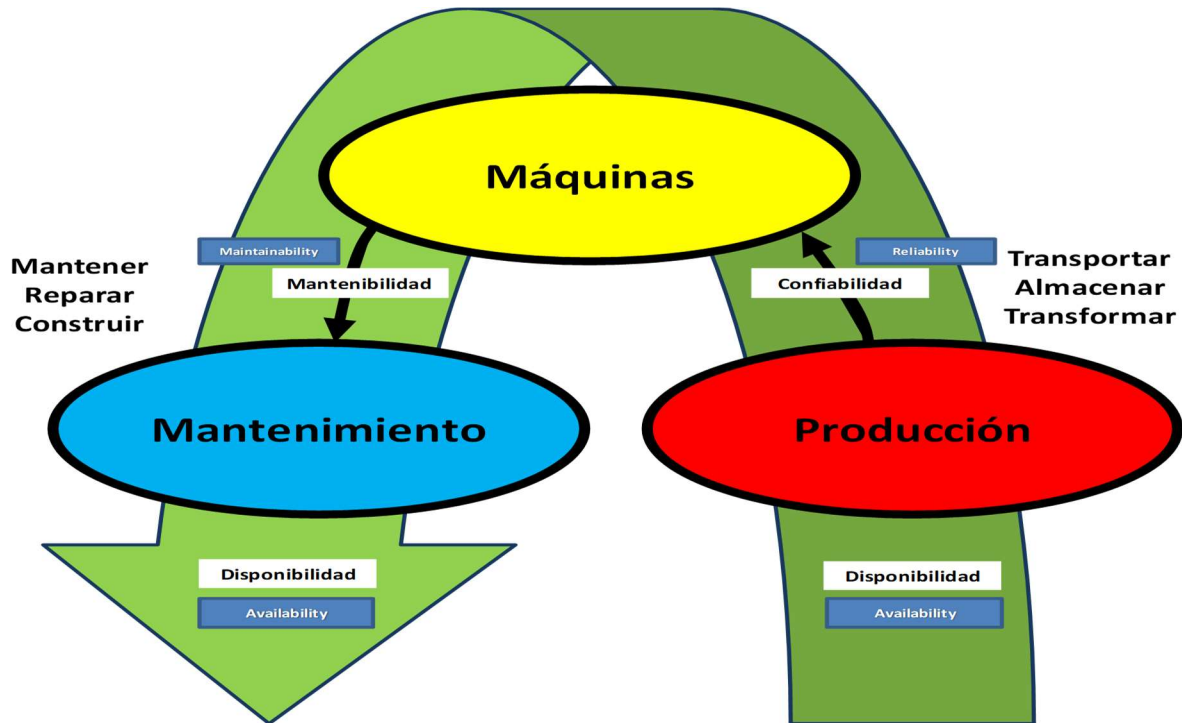 Máquinas
Maintainability
Reliability
Mantenibilidad
Confiabilidad
Mantener
Reparar
Construir
Transportar
Almacenar
Transformar
Mantenimiento
Producción
Disponibilidad
Availability
Disponibilidad
Availability